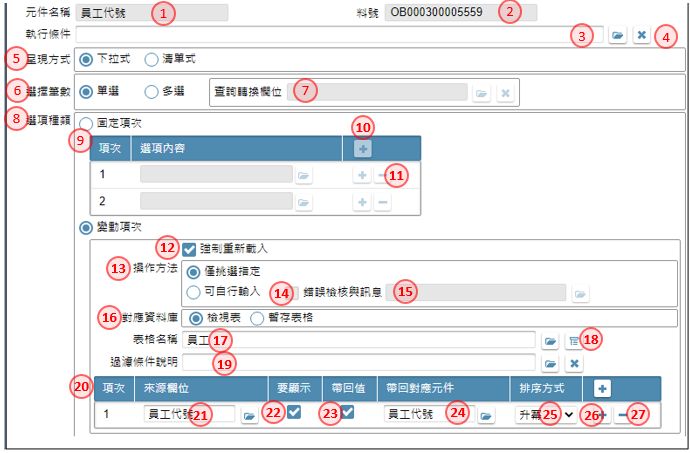 元件名稱 員工代號 1 料號 OB000300005559 2
執行條件 3 4
5 呈現方式 下拉式 清單式
6 選擇筆數 單選 多選 查詢轉換欄位 7
8 選項種類 固定項次
9 項次 選項內容 10
1 11
2
變動項次
12 強制重新載入
13 操作方法 僅挑選指定
可自行輸入 14 錯誤檢核與訊息 15
16 對應資料庫 檢視表 暫存表格
表格名稱 員工 17 18
過濾條件說明 19
20 項次 來源欄位 要顯示 帶回值 帶回對應元件 排序方式
1 員工代號 21 22 23 員工代號 24 升冪 25 26 27